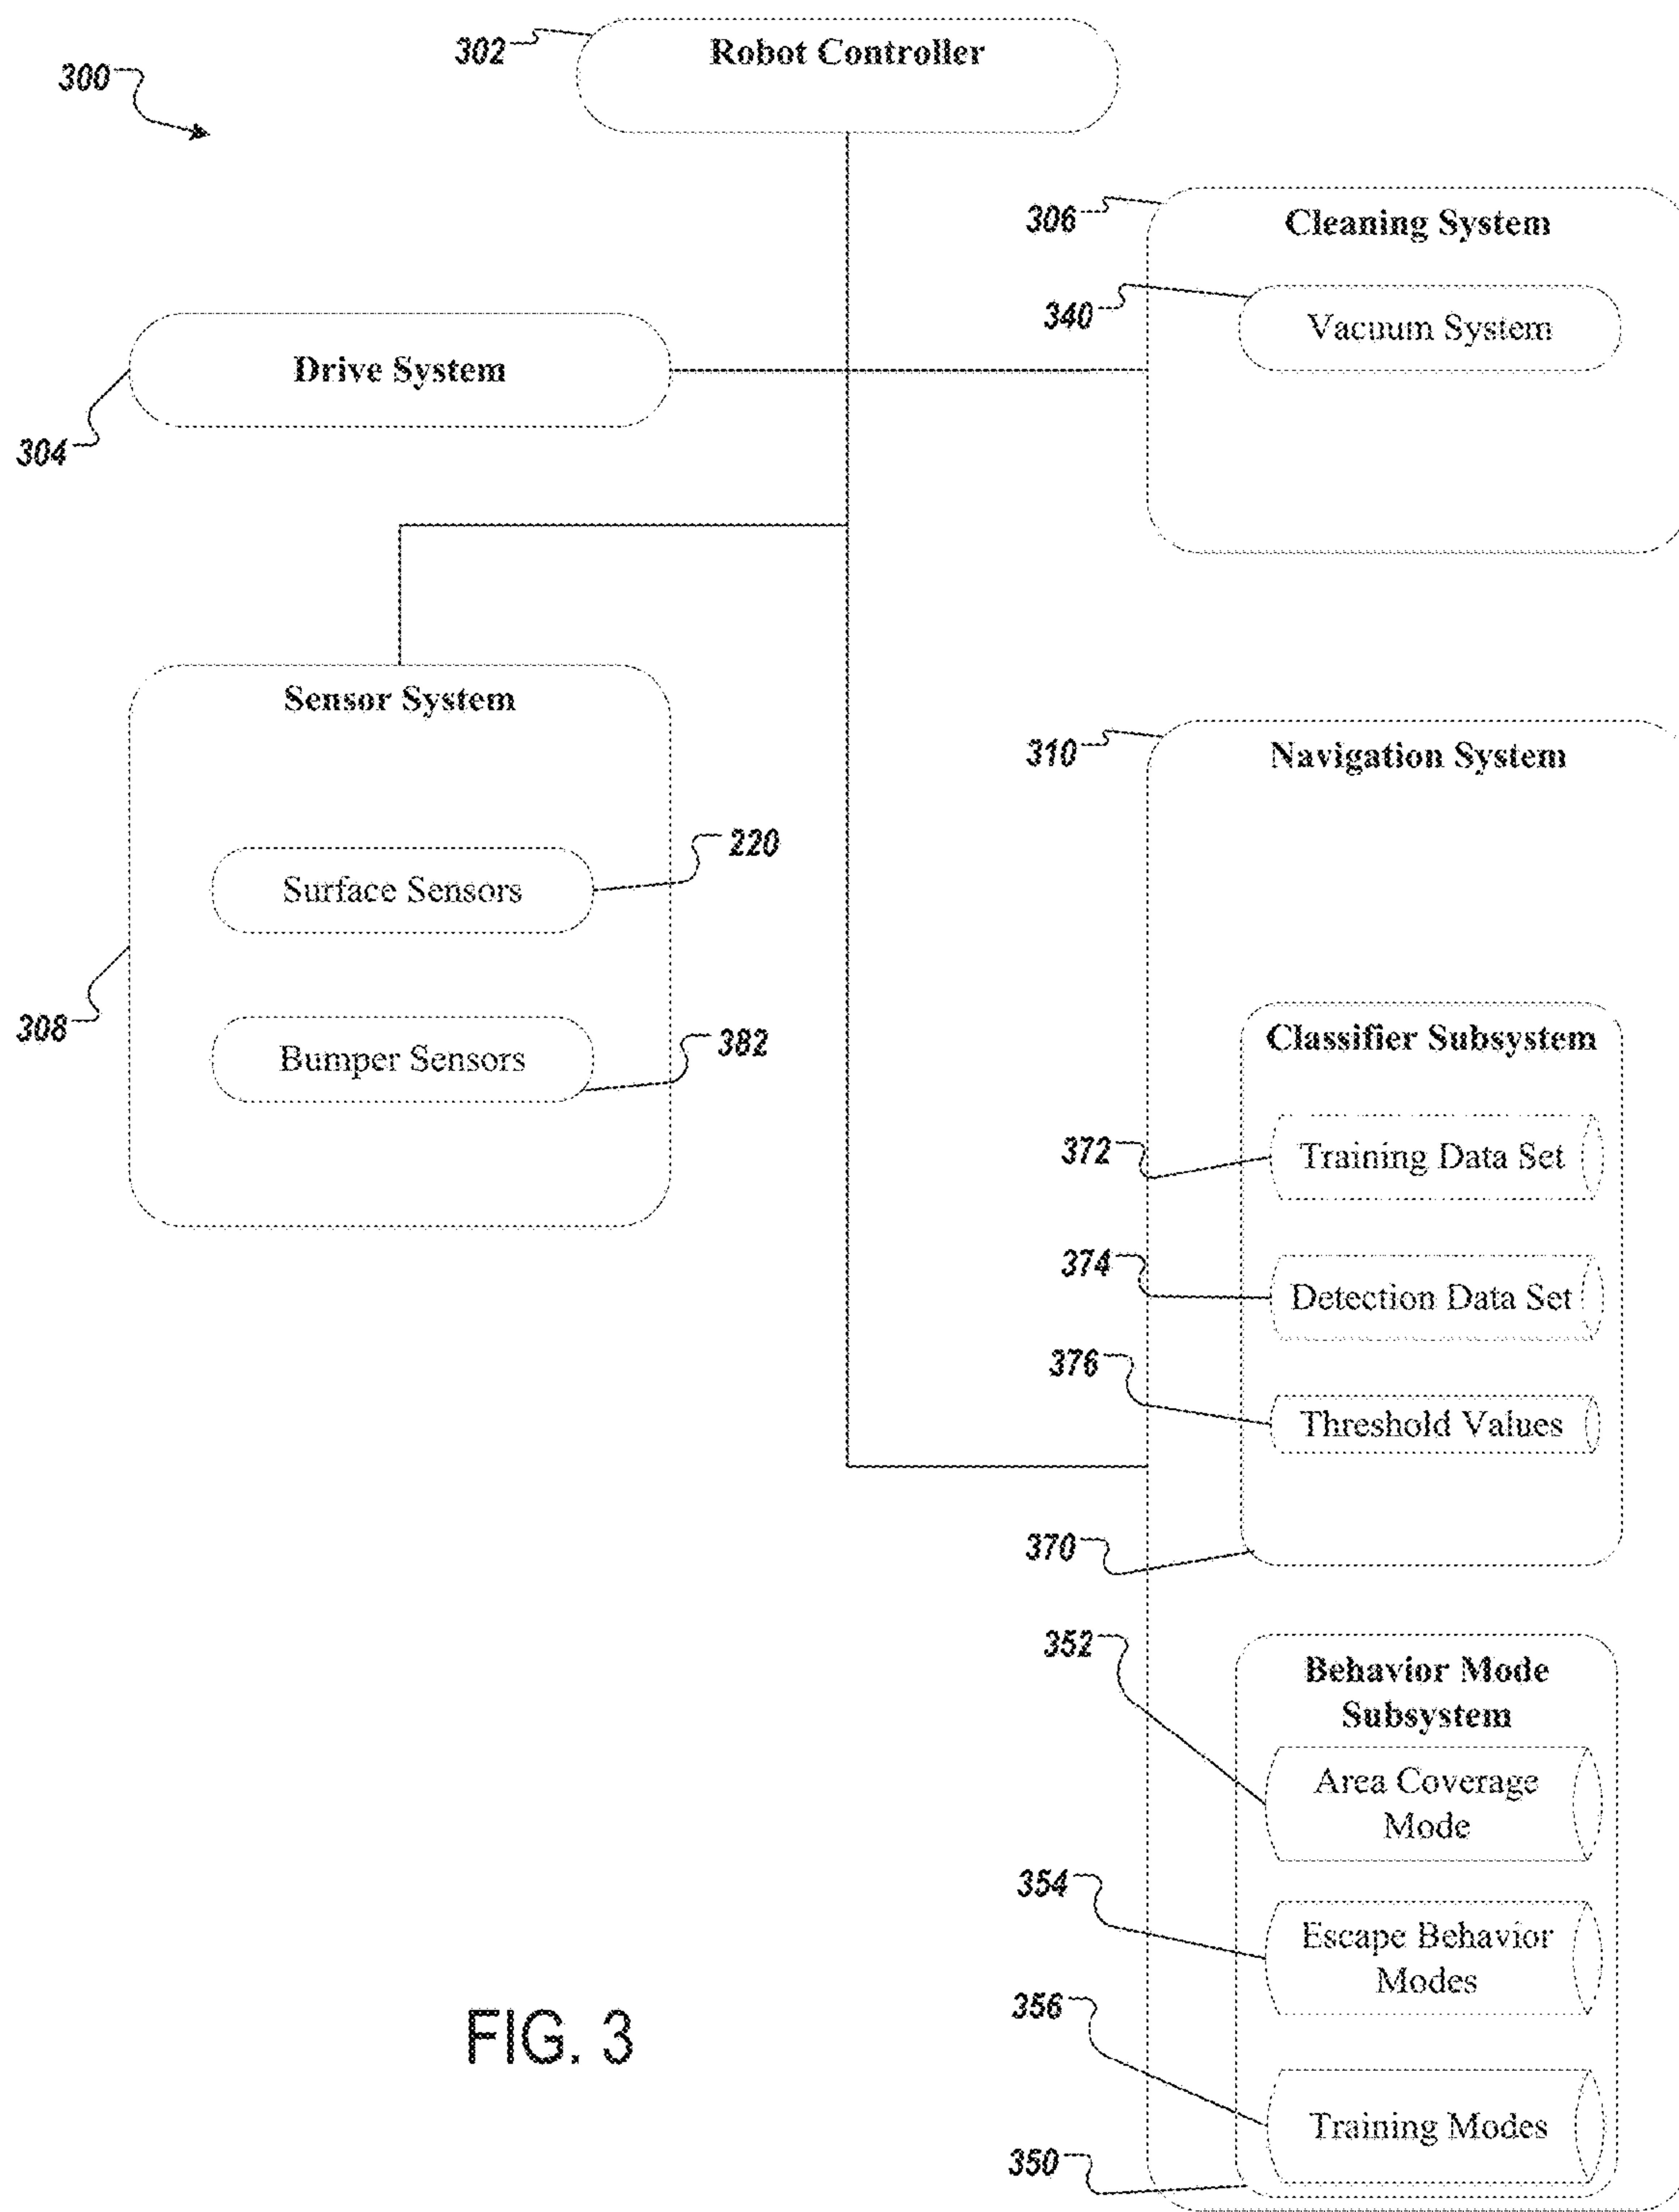 302
Robot Controller
300
306
Cleaning System
340
Vacuum System
Drive System
304
Sensor System
310
Navigation System
220
Surface Sensors
308
Bumper Sensors
382
Classifier Subsystem
372
Training Data Set
374
Detection Data Set
376
Threshold Values
370
352
Behavior Mode
Subsystem
Area Coverage
Mode
354
Escape Behavior
Modes
356
Training Modes
350
FIG. 3